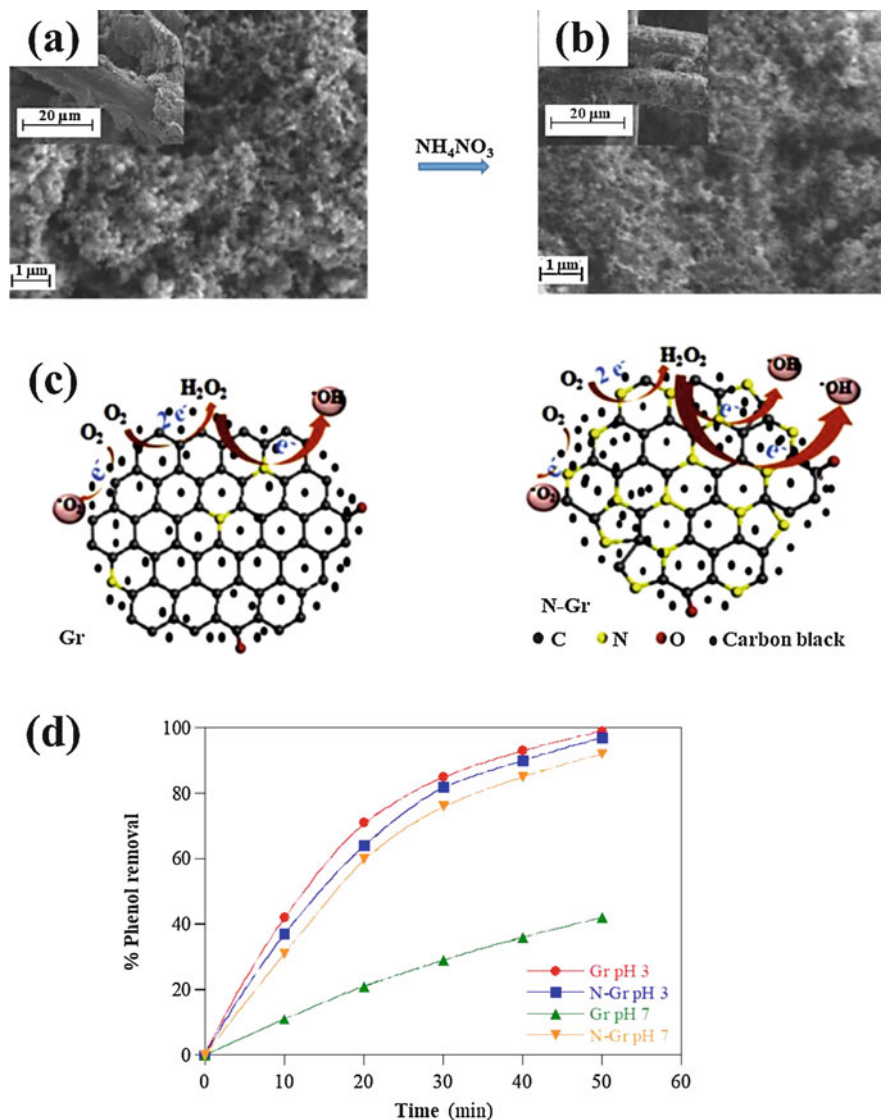 (a)
20 µm
1 µm
NH₄NO₃
(b)
20 µm
1 µm
(c)
O₂
O₂
H₂O₂
·OH
2 e⁻
e⁻
e⁻
·O₂⁻
Gr
O₂
O₂
H₂O₂
·OH
·OH
2 e⁻
e⁻
e⁻
e⁻
·O₂⁻
N-Gr
C N O Carbon black
(d)
100
80
60
40
20
0
% Phenol removal
Gr pH 3
N-Gr pH 3
Gr pH 7
N-Gr pH 7
0 10 20 30 40 50 60
Time (min)